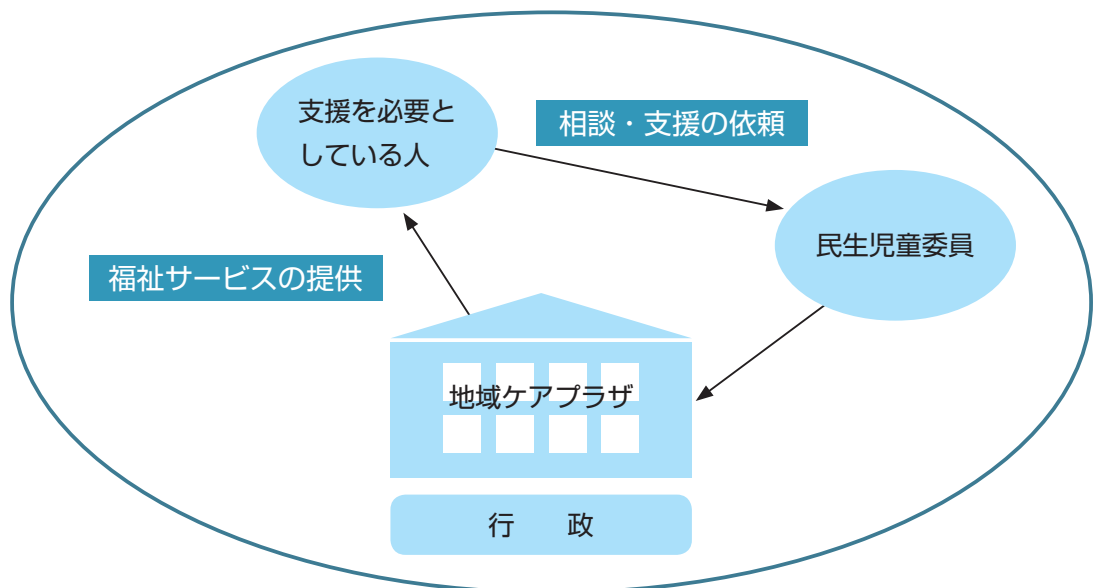 支援を必要と
している人
相談・支援の依頼
民生児童委員
福祉サービスの提供
地域ケアプラザ
行　　政